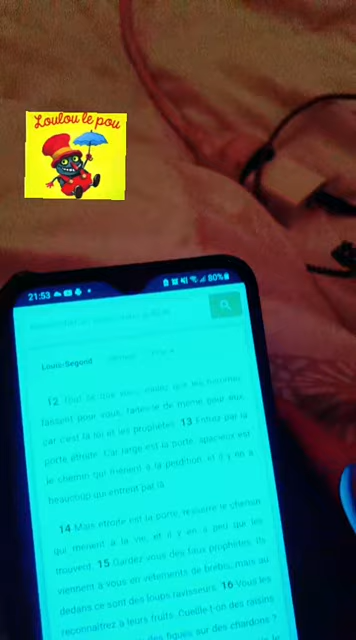 Loulou le pou
21:53
80%
Louis-Segond
12 Tout ce que vous voulez que les hommes
fassent pour vous, faites-le de même pour eux,
car c'est la loi et les prophètes. 13 Entrez par la
porte étroite. Car large est la porte, spacieux est
le chemin qui mènent à la perdition, et il y en a
beaucoup qui entrent par là.
14 Mais étroite est la porte, resserré le chemin
qui mènent à la vie, et il y en a peu qui les
trouvent. 15 Gardez-vous des faux prophètes. Ils
viennent à vous en vêtements de brebis, mais au
dedans ce sont des loups ravisseurs. 16 Vous les
reconnaîtrez à leurs fruits. Cueille-t-on des raisins
des figues sur des chardons ?